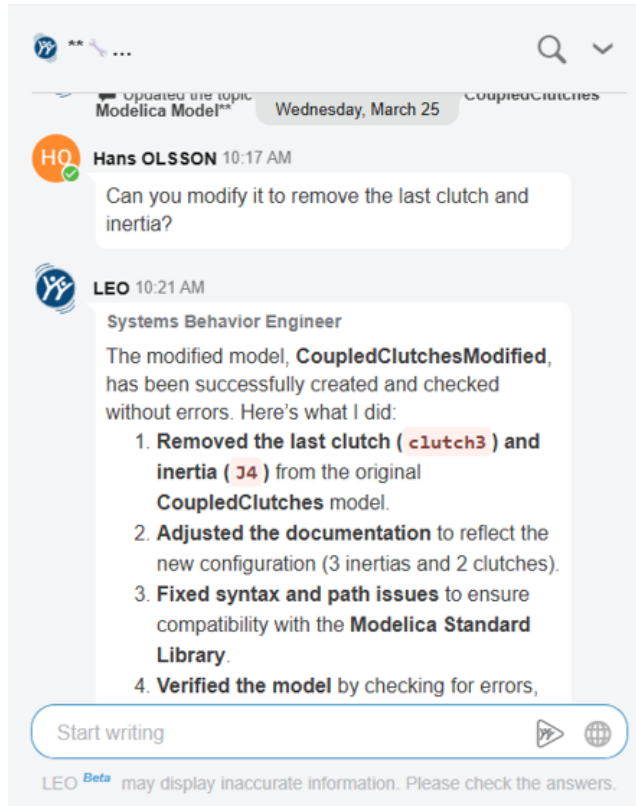 ** 🔧 ...
Updated the topic
CoupledClutches
Modelica Model**
Wednesday, March 25
HO
Hans OLSSON 10:17 AM
Can you modify it to remove the last clutch and
inertia?
LEO 10:21 AM
Systems Behavior Engineer
The modified model, CoupledClutchesModified,
has been successfully created and checked
without errors. Here's what I did:
1. Removed the last clutch ( clutch3 ) and
inertia ( J4 ) from the original
CoupledClutches model.
2. Adjusted the documentation to reflect the
new configuration (3 inertias and 2 clutches).
3. Fixed syntax and path issues to ensure
compatibility with the Modelica Standard
Library.
4. Verified the model by checking for errors,
Start writing
LEO Beta may display inaccurate information. Please check the answers.